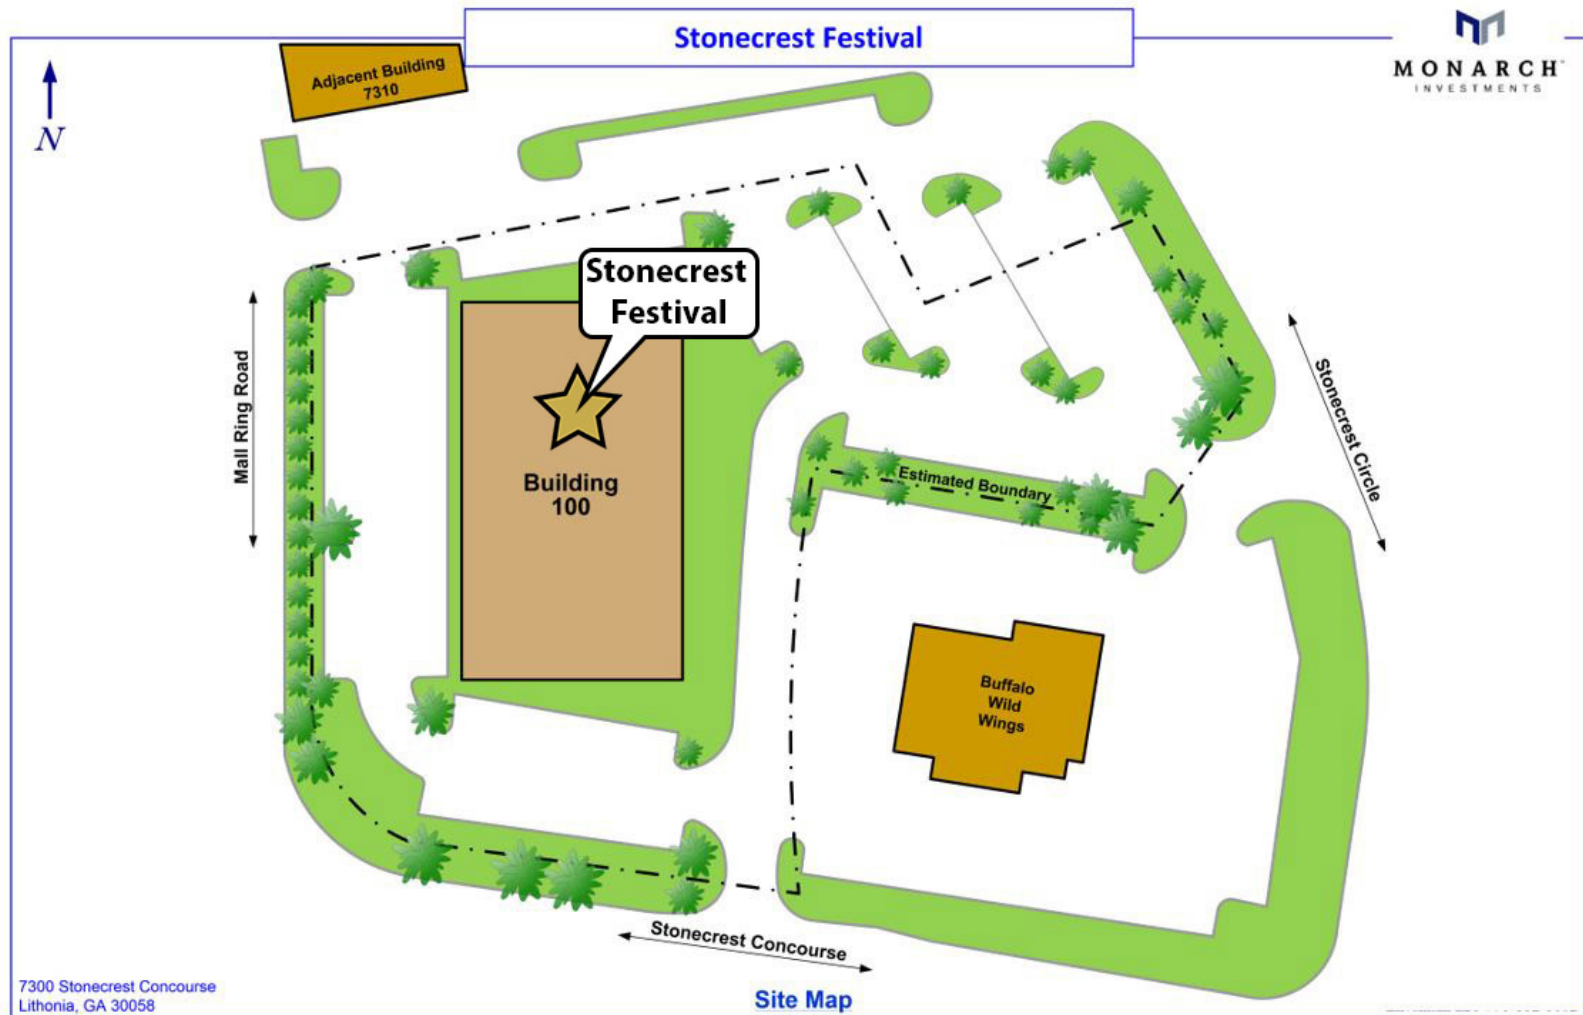 Stonecrest Festival
MONARCH
INVESTMENTS
Adjacent Building
7310
N
Stonecrest
Festival
Mall Ring Road
Building
100
Estimated Boundary
Stonecrest Circle
Buffalo
Wild
Wings
Stonecrest Concourse
7300 Stonecrest Concourse
Lithonia, GA 30058
Site Map